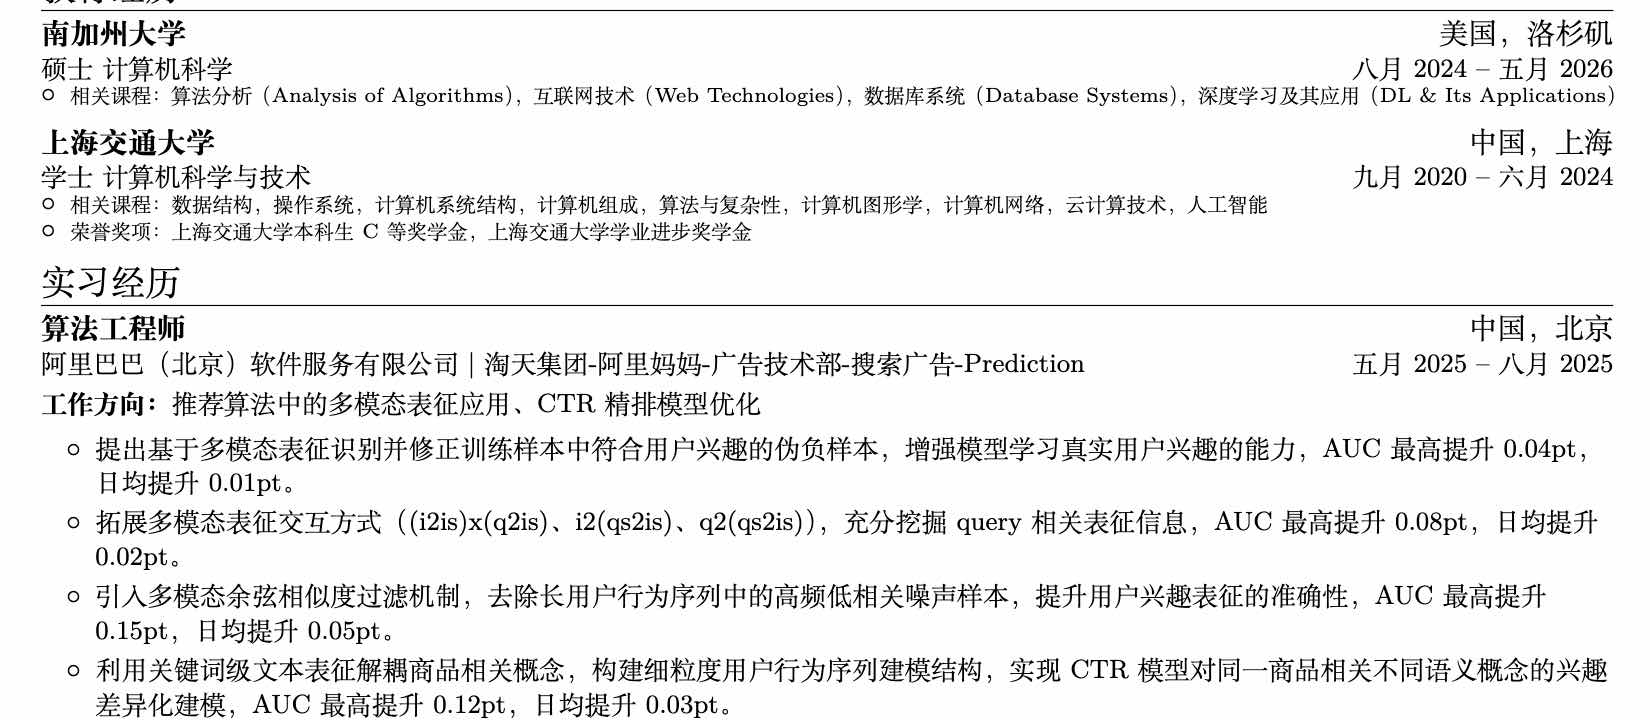 南加州大学 美国，洛杉矶
硕士 计算机科学 八月 2024 – 五月 2026
○ 相关课程：算法分析（Analysis of Algorithms），互联网技术（Web Technologies），数据库系统（Database Systems），深度学习及其应用（DL & Its Applications）
上海交通大学 中国，上海
学士 计算机科学与技术 九月 2020 – 六月 2024
○ 相关课程：数据结构，操作系统，计算机系统结构，计算机组成，算法与复杂性，计算机图形学，计算机网络，云计算技术，人工智能
○ 荣誉奖项：上海交通大学本科生 C 等奖学金，上海交通大学学业进步奖学金
实习经历
算法工程师 中国，北京
阿里巴巴（北京）软件服务有限公司 | 淘天集团-阿里妈妈-广告技术部-搜索广告-Prediction 五月 2025 – 八月 2025
工作方向：推荐算法中的多模态表征应用、CTR 精排模型优化
○ 提出基于多模态表征识别并修正训练样本中符合用户兴趣的伪负样本，增强模型学习真实用户兴趣的能力，AUC 最高提升 0.04pt，
日均提升 0.01pt。
○ 拓展多模态表征交互方式（(i2is)x(q2is)、i2(qs2is)、q2(qs2is)），充分挖掘 query 相关表征信息，AUC 最高提升 0.08pt，日均提升
0.02pt。
○ 引入多模态余弦相似度过滤机制，去除长用户行为序列中的高频低相关噪声样本，提升用户兴趣表征的准确性，AUC 最高提升
0.15pt，日均提升 0.05pt。
○ 利用关键词级文本表征解耦商品相关概念，构建细粒度用户行为序列建模结构，实现 CTR 模型对同一商品相关不同语义概念的兴趣
差异化建模，AUC 最高提升 0.12pt，日均提升 0.03pt。